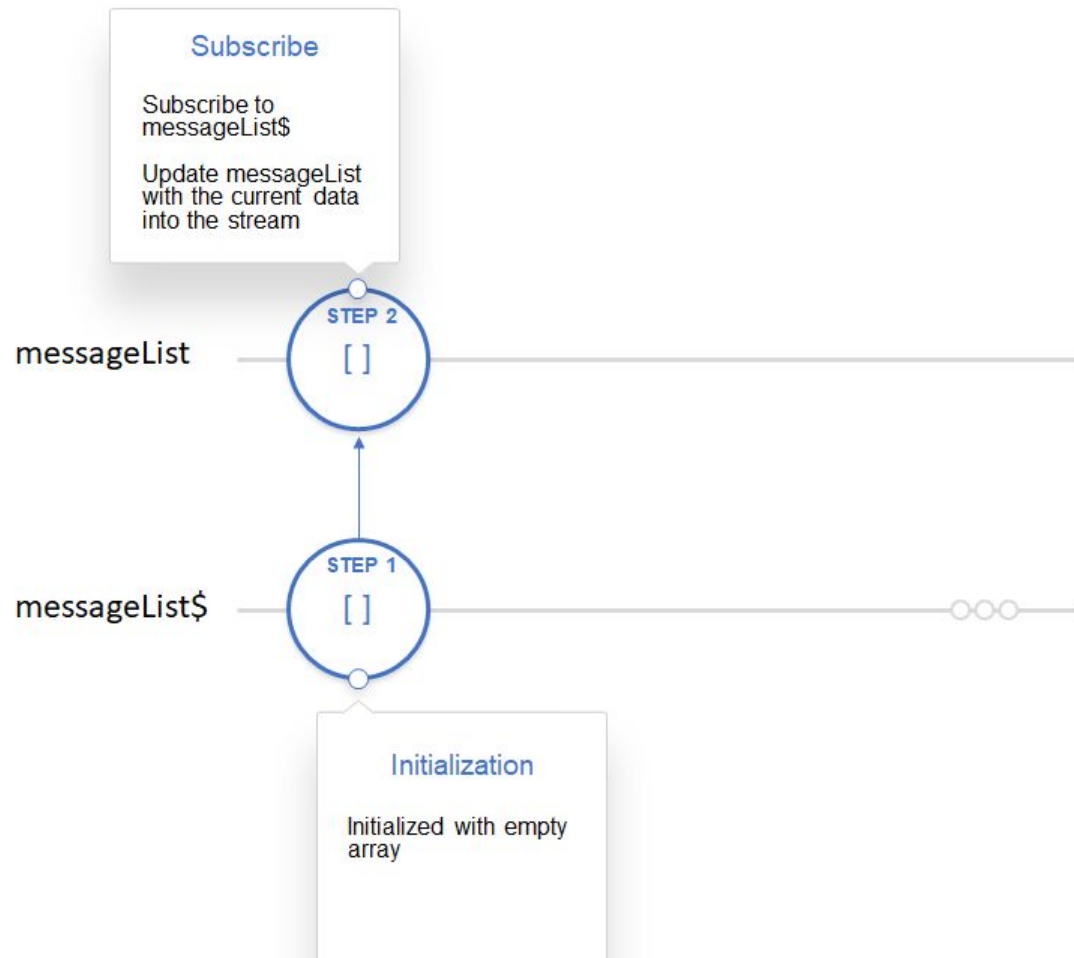 Subscribe
Subscribe to
messageList$
Update messageList
with the current data
into the stream
STEP 2
messageList
[ ]
STEP 1
messageList$
[ ]
Initialization
Initialized with empty
array